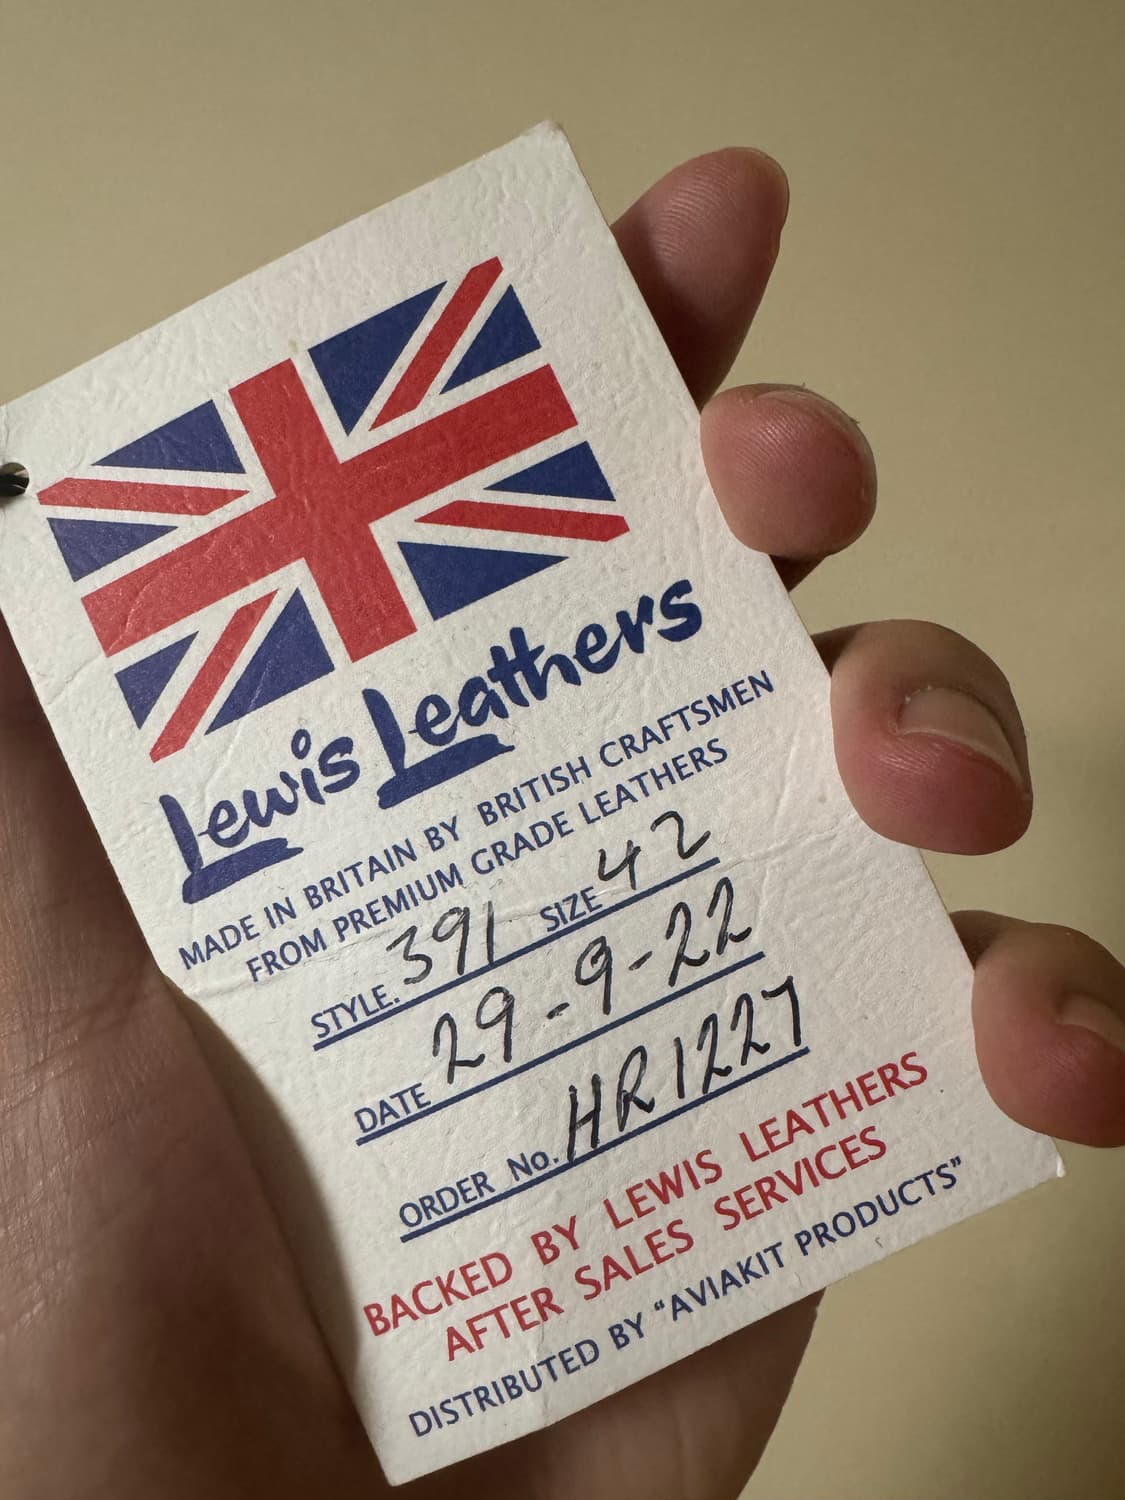 Lewis Leathers
MADE IN BRITAIN BY BRITISH CRAFTSMEN
FROM PREMIUM GRADE LEATHERS
STYLE. 391 SIZE 42
DATE 29-9-22
ORDER No. HR1227
BACKED BY LEWIS LEATHERS
AFTER SALES SERVICES
DISTRIBUTED BY “AVIAKIT PRODUCTS”